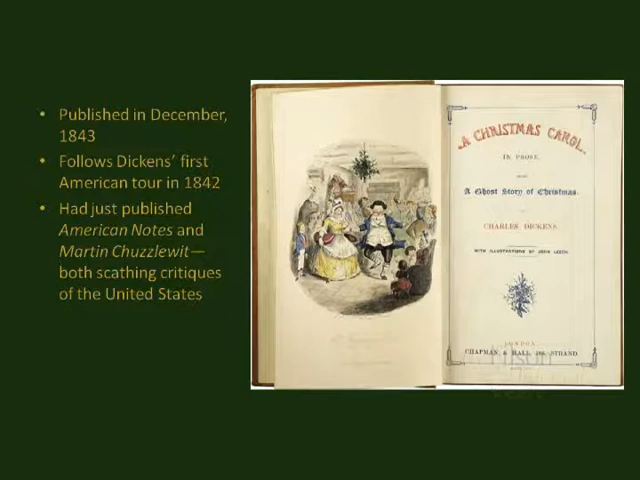 Published in December,
1843
Follows Dickens' first
American tour in 1842
Had just published
American Notes and
Martin Chuzzlewit—
both scathing critiques
of the United States
A CHRISTMAS CAROL.
IN PROSE.
BEING
A Ghost Story of Christmas.
BY
CHARLES DICKENS.
WITH ILLUSTRATIONS BY JOHN LEECH.
LONDON:
CHAPMAN & HALL, 186, STRAND.